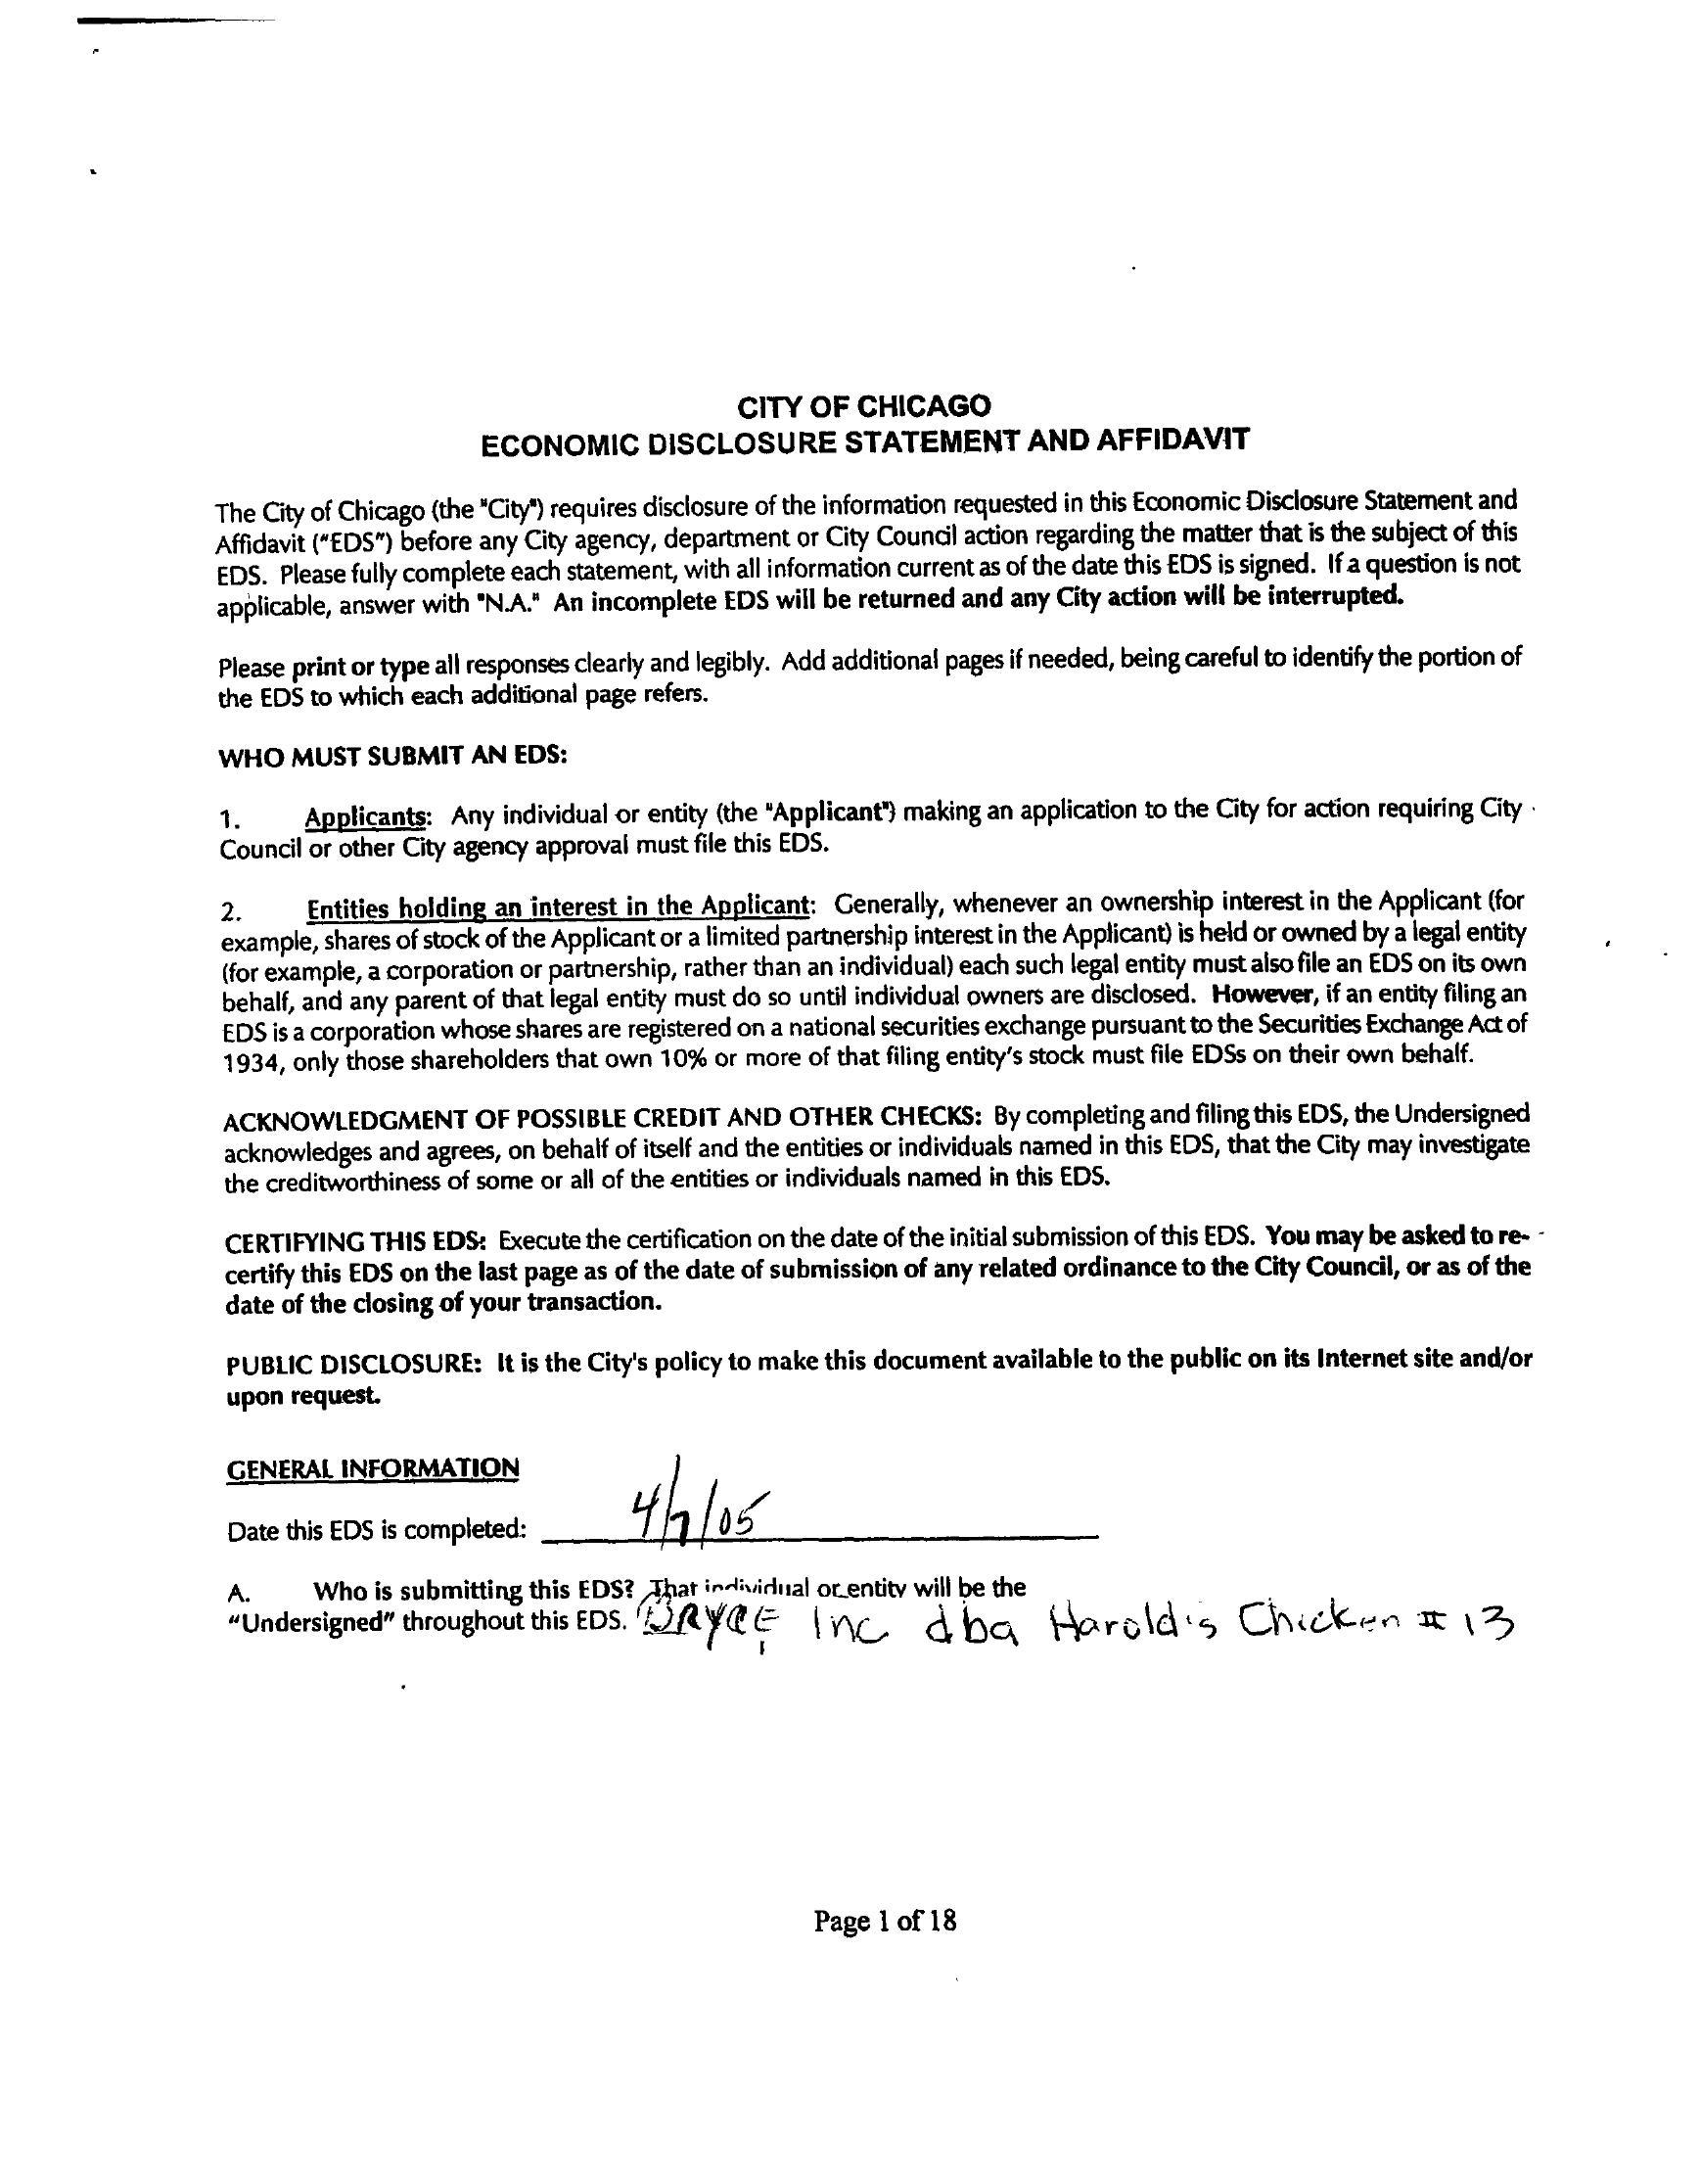 CITY OF CHICAGO
ECONOMIC DISCLOSURE STATEMENT AND AFFIDAVIT
The City of Chicago (the "City") requires disclosure of the information requested in this Economic Disclosure Statement and
Affidavit ("EDS") before any City agency, department or City Council action regarding the matter that is the subject of this
EDS. Please fully complete each statement, with all information current as of the date this EDS is signed. If a question is not
applicable, answer with "N.A." An incomplete EDS will be returned and any City action will be interrupted.
Please print or type all responses clearly and legibly. Add additional pages if needed, being careful to identify the portion of
the EDS to which each additional page refers.
WHO MUST SUBMIT AN EDS:
1. Applicants: Any individual or entity (the "Applicant") making an application to the City for action requiring City
Council or other City agency approval must file this EDS.
2. Entities holding an interest in the Applicant: Generally, whenever an ownership interest in the Applicant (for
example, shares of stock of the Applicant or a limited partnership interest in the Applicant) is held or owned by a legal entity
(for example, a corporation or partnership, rather than an individual) each such legal entity must also file an EDS on its own
behalf, and any parent of that legal entity must do so until individual owners are disclosed. However, if an entity filing an
EDS is a corporation whose shares are registered on a national securities exchange pursuant to the Securities Exchange Act of
1934, only those shareholders that own 10% or more of that filing entity's stock must file EDSs on their own behalf.
ACKNOWLEDGMENT OF POSSIBLE CREDIT AND OTHER CHECKS: By completing and filing this EDS, the Undersigned
acknowledges and agrees, on behalf of itself and the entities or individuals named in this EDS, that the City may investigate
the creditworthiness of some or all of the entities or individuals named in this EDS.
CERTIFYING THIS EDS: Execute the certification on the date of the initial submission of this EDS. You may be asked to re-
certify this EDS on the last page as of the date of submission of any related ordinance to the City Council, or as of the
date of the closing of your transaction.
PUBLIC DISCLOSURE: It is the City's policy to make this document available to the public on its Internet site and/or
upon request.
GENERAL INFORMATION
Date this EDS is completed: 4/7/05
A. Who is submitting this EDS? That individual or entity will be the
"Undersigned" throughout this EDS. Inc dba Harold's Chicken # 13
Page 1 of 18